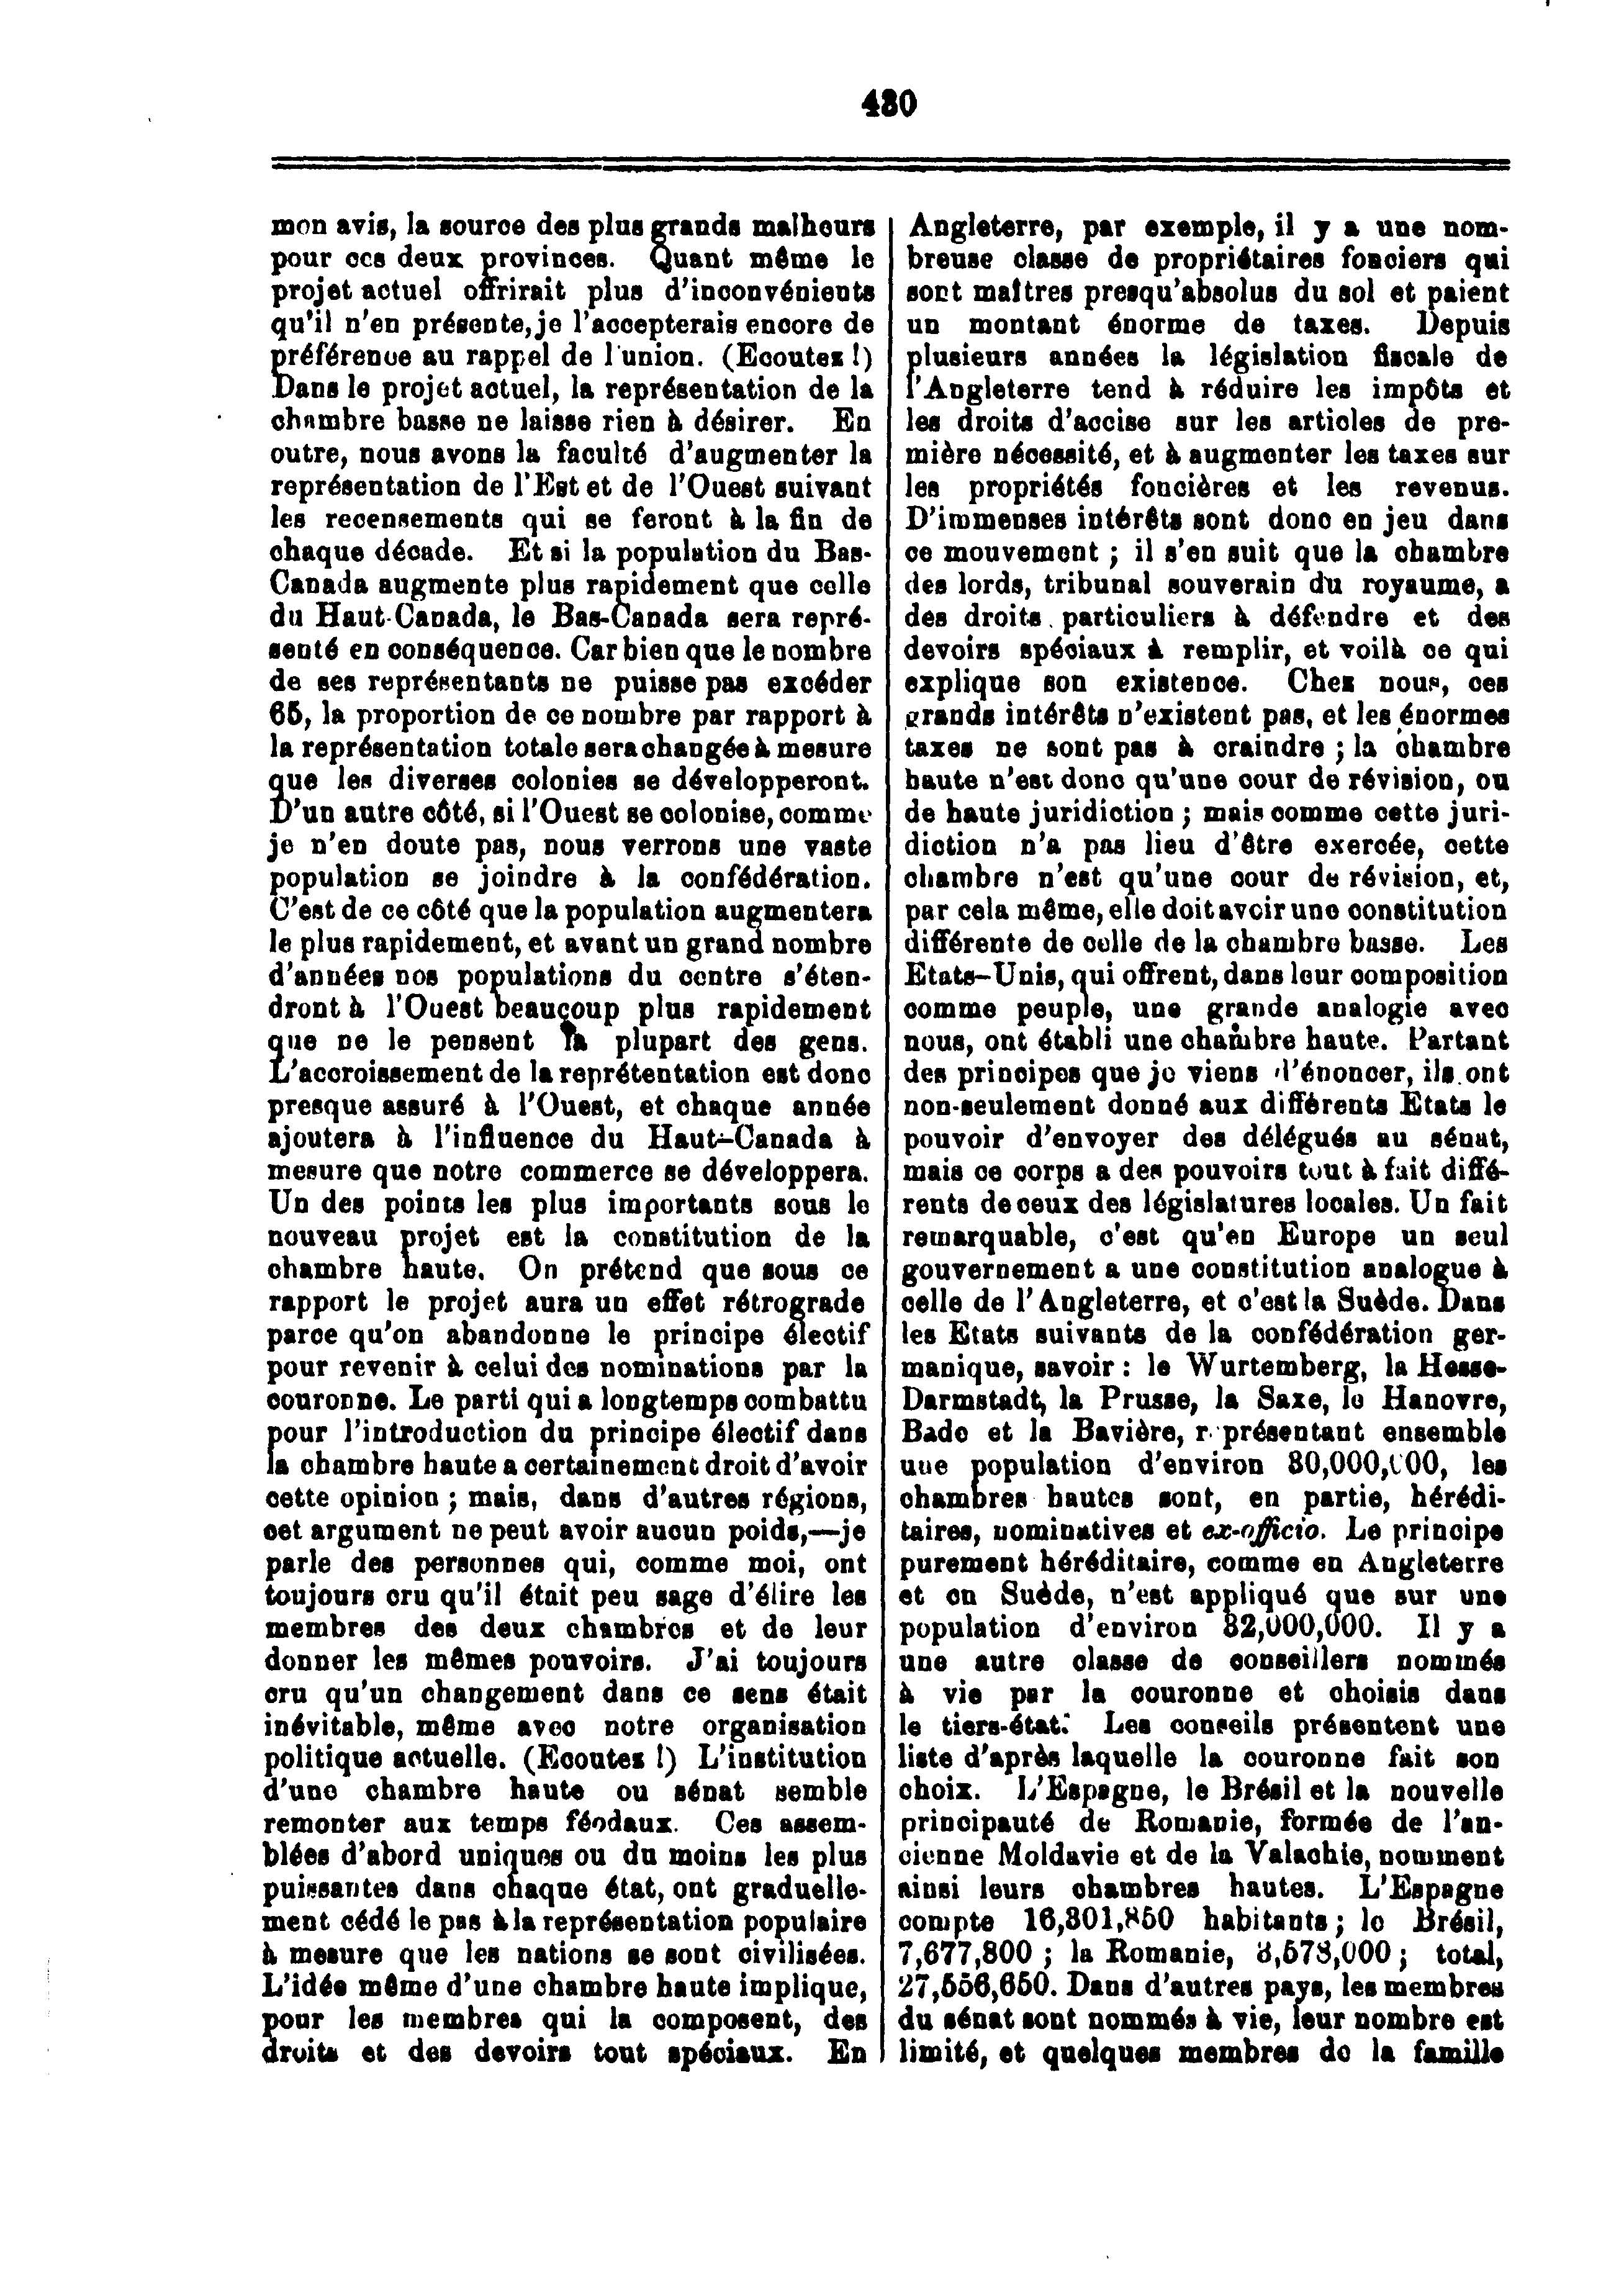 430
mon avis, la source des plus grands malheurs
pour ces deux provinces. Quant même le
projet actuel offrirait plus d'inconvénients
qu'il n'en présente, je l'accepterais encore de
préférence au rappel de l'union. (Ecoutez !)
Dans le projet actuel, la représentation de la
chambre basse ne laisse rien à désirer. En
outre, nous avons la faculté d'augmenter la
représentation de l'Est et de l'Ouest suivant
les recensements qui se feront à la fin de
chaque décade. Et si la population du Bas-
Canada augmente plus rapidement que celle
du Haut-Canada, le Bas-Canada sera repré-
senté en conséquence. Car bien que le nombre
de ses représentants ne puisse pas excéder
65, la proportion de ce nombre par rapport à
la représentation totale sera changée à mesure
que les diverses colonies se développeront.
D'un autre côté, si l'Ouest se colonise, comme
je n'en doute pas, nous verrons une vaste
population se joindre à la confédération.
C'est de ce côté que la population augmentera
le plus rapidement, et avant un grand nombre
d'années nos populations du centre s'éten-
dront à l'Ouest beaucoup plus rapidement
que ne le pensent la plupart des gens.
L'accroissement de la reprétentation est donc
presque assuré à l'Ouest, et chaque année
ajoutera à l'influence du Haut-Canada à
mesure que notre commerce se développera.
Un des points les plus importants sous le
nouveau projet est la constitution de la
chambre haute. On prétend que sous ce
rapport le projet aura un effet rétrograde
parce qu'on abandonne le principe électif
pour revenir à celui des nominations par la
couronne. Le parti qui a longtemps combattu
pour l'introduction du principe électif dans
la chambre haute a certainement droit d'avoir
cette opinion ; mais, dans d'autres régions,
cet argument ne peut avoir aucun poids,—je
parle des personnes qui, comme moi, ont
toujours cru qu'il était peu sage d'élire les
membres des deux chambres et de leur
donner les mêmes pouvoirs. J'ai toujours
cru qu'un changement dans ce sens était
inévitable, même avec notre organisation
politique actuelle. (Ecoutez !) L'institution
d'une chambre haute ou sénat semble
remonter aux temps féodaux. Ces assem-
blées d'abord uniques ou du moins les plus
puissantes dans chaque état, ont graduelle-
ment cédé le pas à la représentation populaire
à mesure que les nations se sont civilisées.
L'idée même d'une chambre haute implique,
pour les membres qui la composent, des
droits et des devoirs tout spéciaux. En
Angleterre, par exemple, il y a une nom-
breuse classe de propriétaires fonciers qui
sont maîtres presqu'absolus du sol et paient
un montant énorme de taxes. Depuis
plusieurs années la législation fiscale de
l'Angleterre tend à réduire les impôts et
les droits d'accise sur les articles de pre-
mière nécessité, et à augmenter les taxes sur
les propriétés foncières et les revenus.
D'immenses intérêts sont donc en jeu dans
ce mouvement ; il s'en suit que la chambre
des lords, tribunal souverain du royaume, a
des droits particuliers à défendre et des
devoirs spéciaux à remplir, et voilà ce qui
explique son existence. Chez nous, ces
grands intérêts n'existent pas, et les énormes
taxes ne sont pas à craindre ; la chambre
haute n'est donc qu'une cour de révision, ou
de haute juridiction ; mais comme cette juri-
diction n'a pas lieu d'être exercée, cette
chambre n'est qu'une cour de révision, et,
par cela même, elle doit avoir une constitution
différente de celle de la chambre basse. Les
Etats-Unis, qui offrent, dans leur composition
comme peuple, une grande analogie avec
nous, ont établi une chambre haute. Partant
des principes que je viens d'énoncer, ils ont
non-seulement donné aux différents Etats le
pouvoir d'envoyer des délégués au sénat,
mais ce corps a des pouvoirs tout à fait diffé-
rents de ceux des législatures locales. Un fait
remarquable, c'est qu'en Europe un seul
gouvernement a une constitution analogue à
celle de l'Angleterre, et c'est la Suède. Dans
les Etats suivants de la confédération ger-
manique, savoir : le Wurtemberg, la Hesse-
Darmstadt, la Prusse, la Saxe, le Hanovre,
Bade et la Bavière, représentant ensemble
une population d'environ 30,000,000, les
chambres hautes sont, en partie, hérédi-
taires, nominatives et ex-officio. Le principe
purement héréditaire, comme en Angleterre
et en Suède, n'est appliqué que sur une
population d'environ 32,000,000. Il y a
une autre classe de conseillers nommés
à vie par la couronne et choisis dans
le tiers-état. Les conseils présentent une
liste d'après laquelle la couronne fait son
choix. L'Espagne, le Brésil et la nouvelle
principauté de Romanie, formée de l'an-
cienne Moldavie et de la Valachie, nomment
ainsi leurs chambres hautes. L'Espagne
compte 16,301,850 habitants ; le Brésil,
7,677,800 ; la Romanie, 3,578,000 ; total,
27,556,650. Dans d'autres pays, les membres
du sénat sont nommés à vie, leur nombre est
limité, et quelques membres de la famille